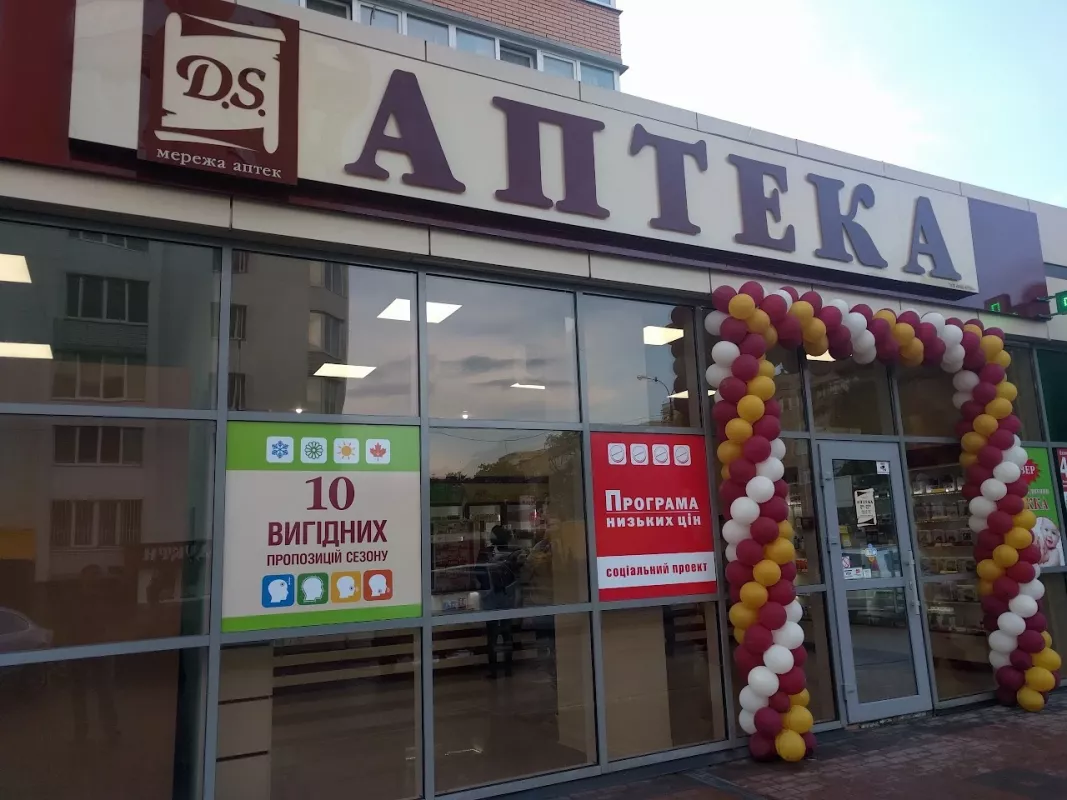 D.S.
мережа аптек
АПТЕКА
10
ВИГІДНИХ
ПРОПОЗИЦІЙ СЕЗОНУ
ПРОГРАМА
НИЗЬКИХ ЦІН
соціальний проект